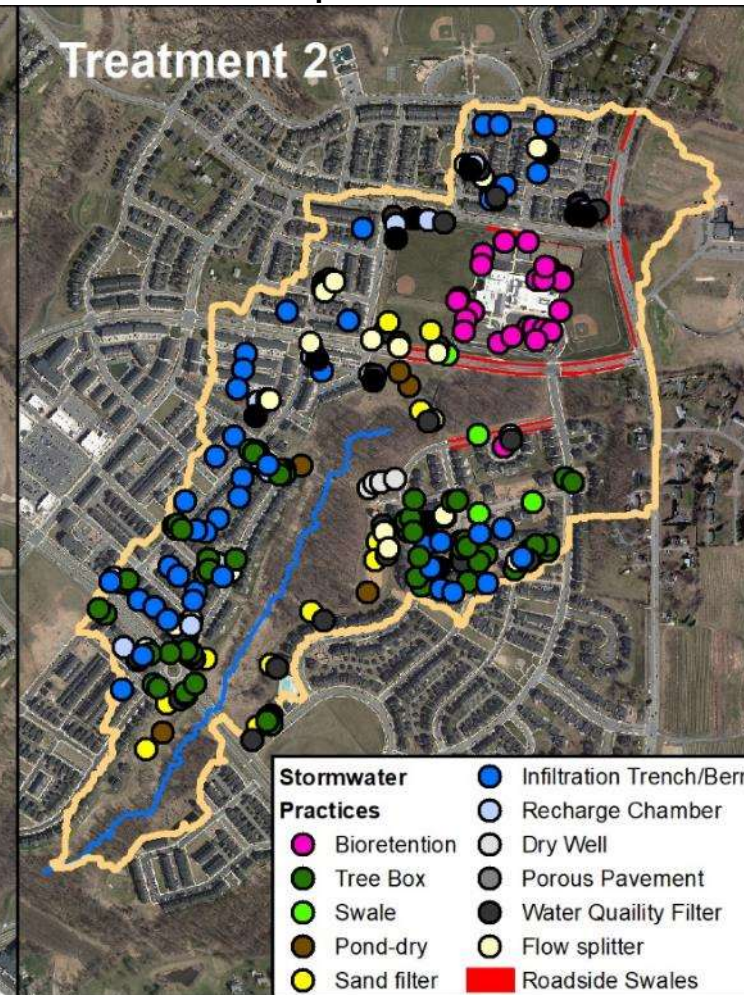 Treatment 2
Stormwater
Practices
Bioretention
Tree Box
Swale
Pond-dry
Sand filter
Infiltration Trench/Berm
Recharge Chamber
Dry Well
Porous Pavement
Water Quaility Filter
Flow splitter
Roadside Swales